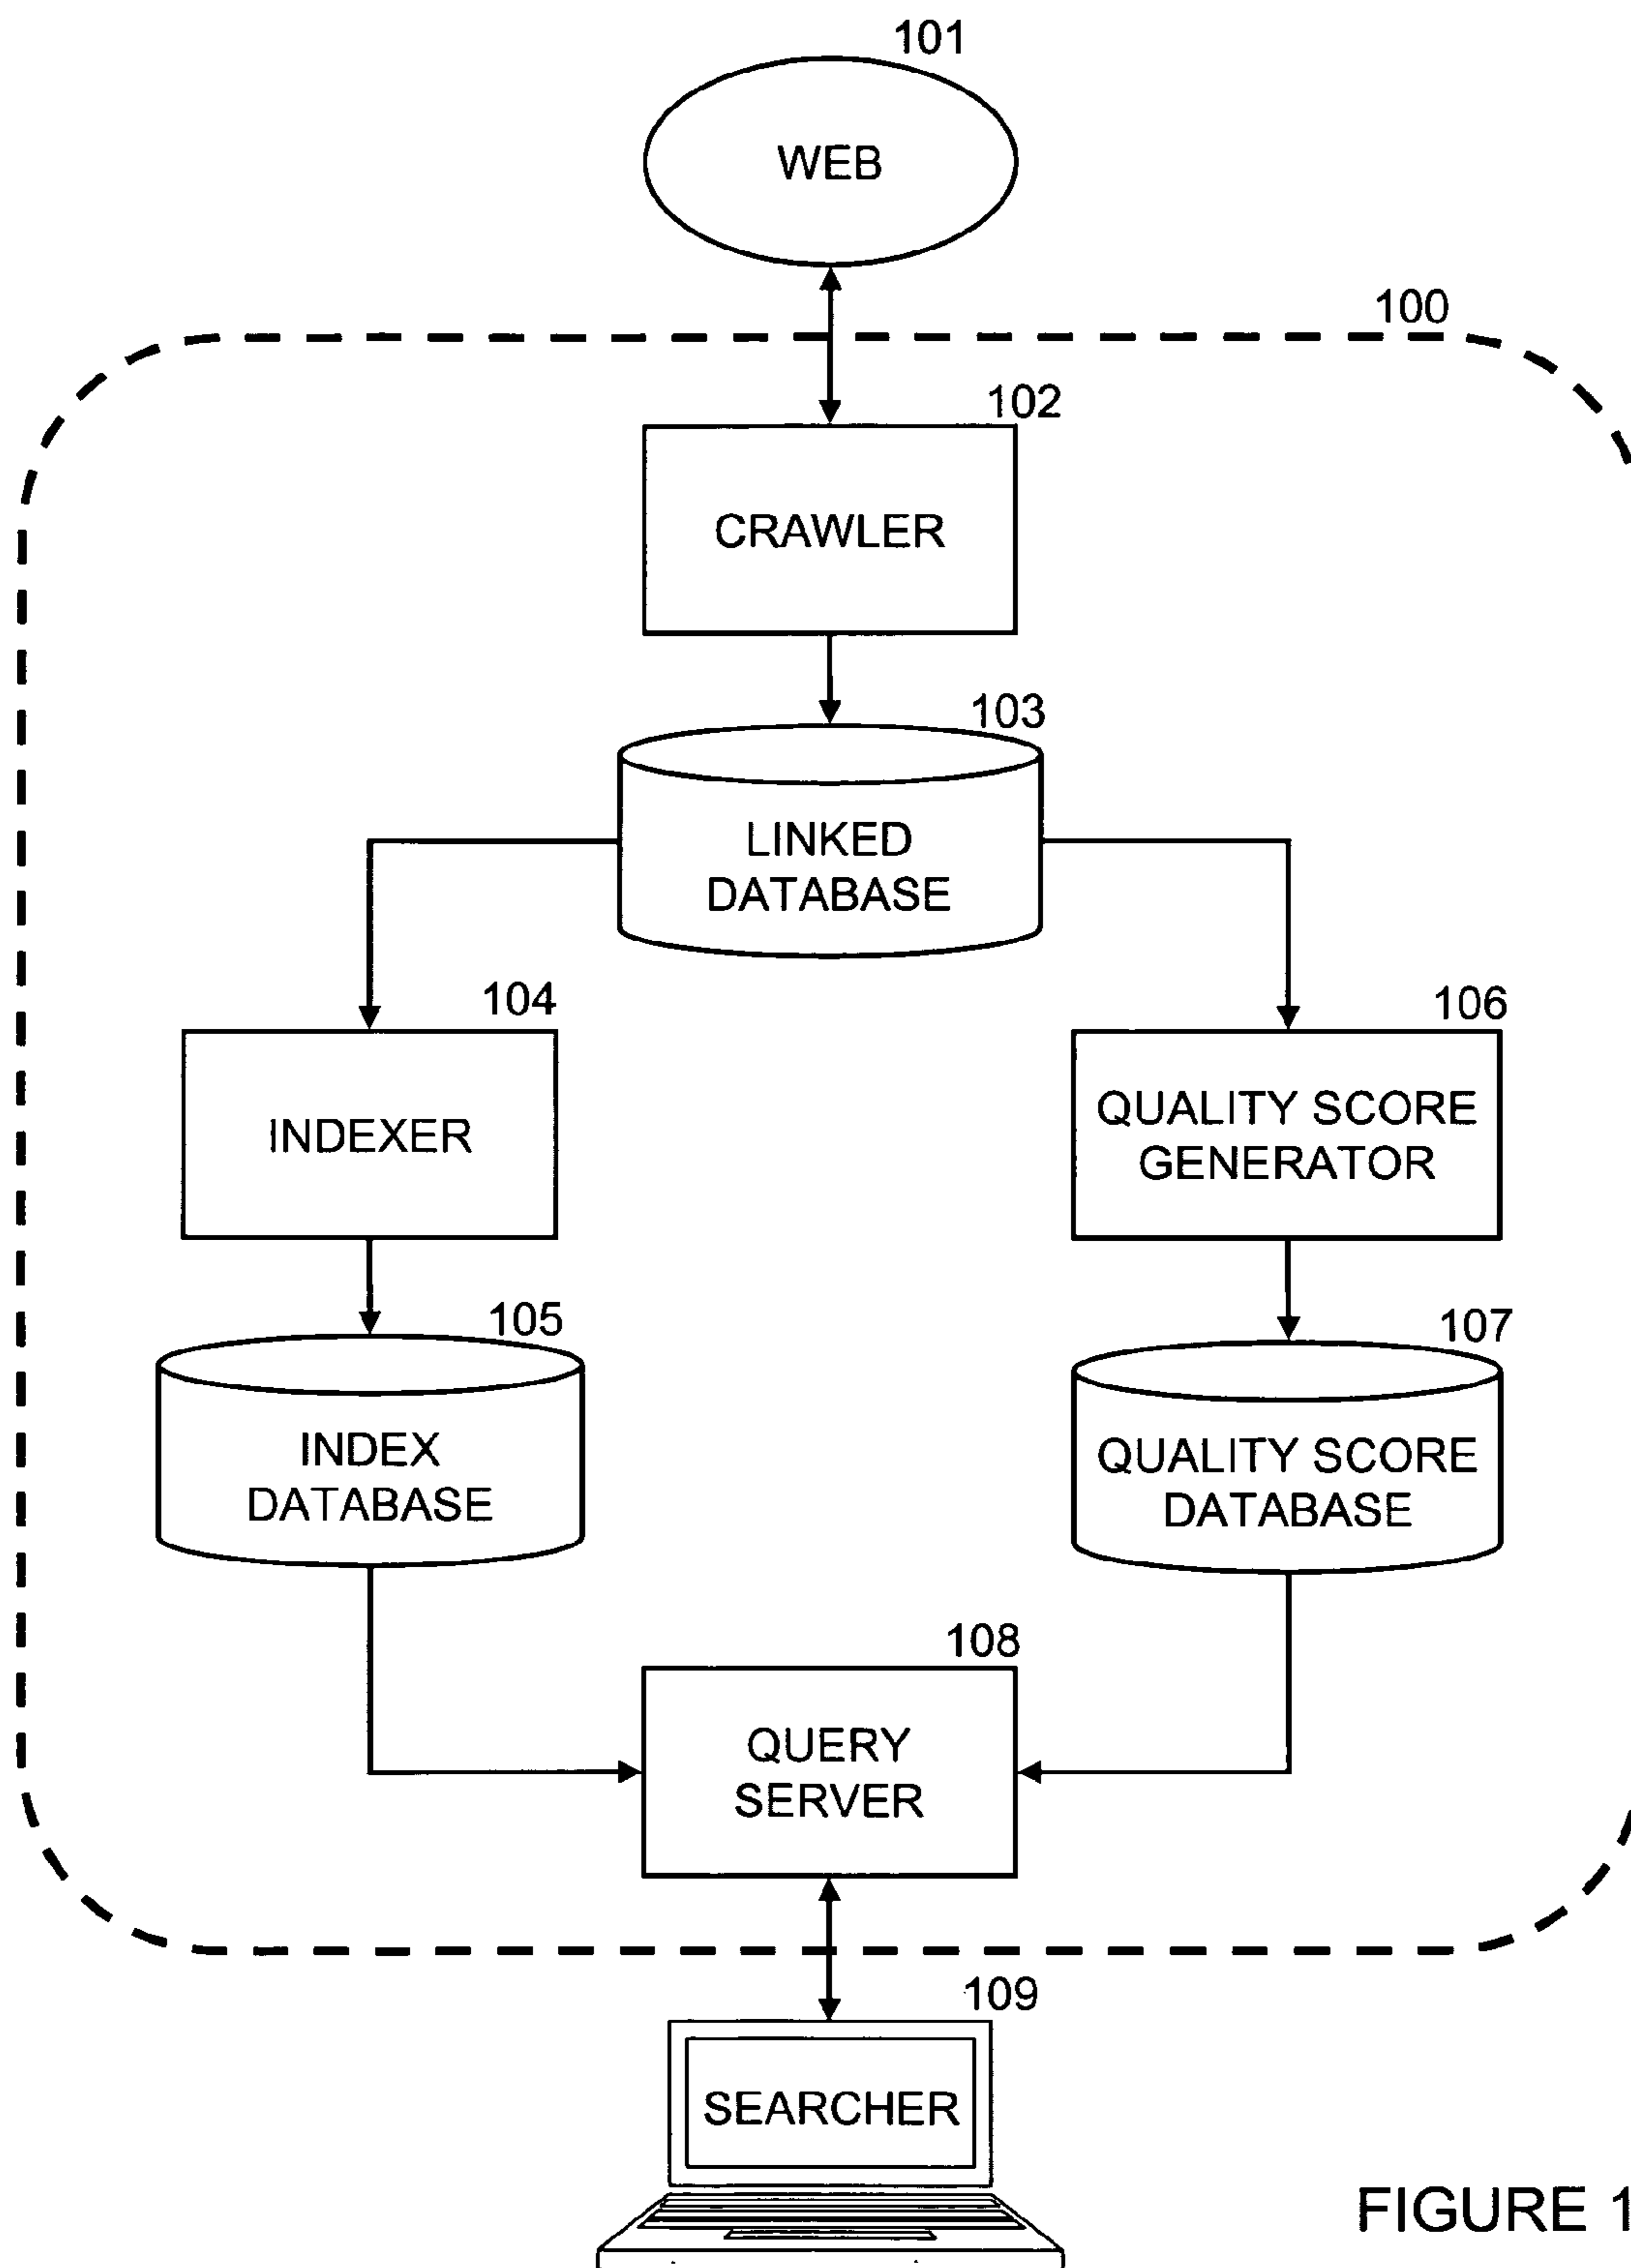 101
WEB
100
102
CRAWLER
103
LINKED
DATABASE
104
106
INDEXER
QUALITY SCORE
GENERATOR
105
107
INDEX
DATABASE
QUALITY SCORE
DATABASE
108
QUERY
SERVER
109
SEARCHER
FIGURE 1